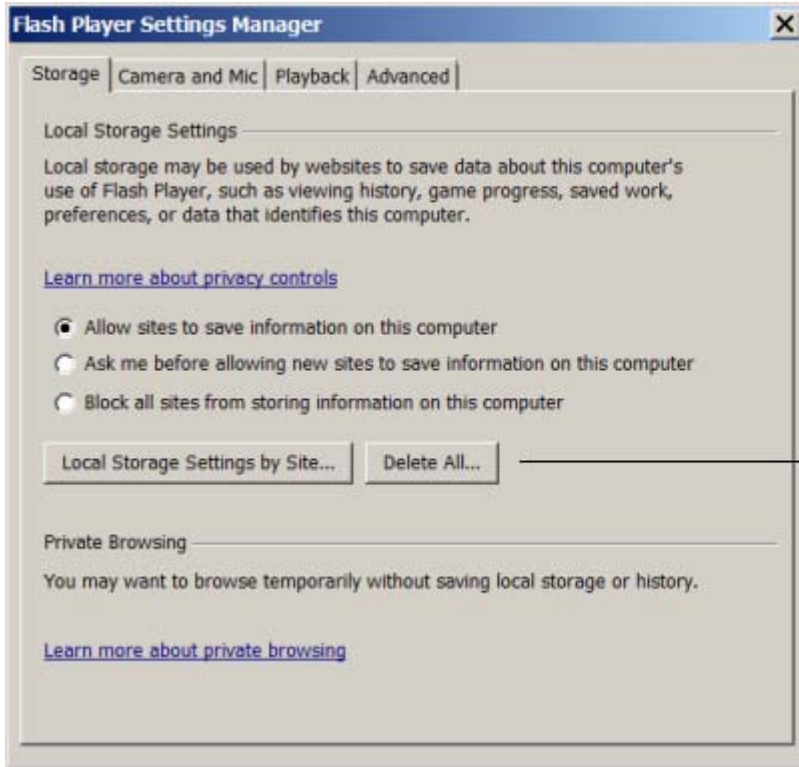 Flash Player Settings Manager
Storage
Camera and Mic
Playback
Advanced
Local Storage Settings
Local storage may be used by websites to save data about this computer's
use of Flash Player, such as viewing history, game progress, saved work,
preferences, or data that identifies this computer.
Learn more about privacy controls
Allow sites to save information on this computer
Ask me before allowing new sites to save information on this computer
Block all sites from storing information on this computer
Local Storage Settings by Site...
Delete All...
Private Browsing
You may want to browse temporarily without saving local storage or history.
Learn more about private browsing